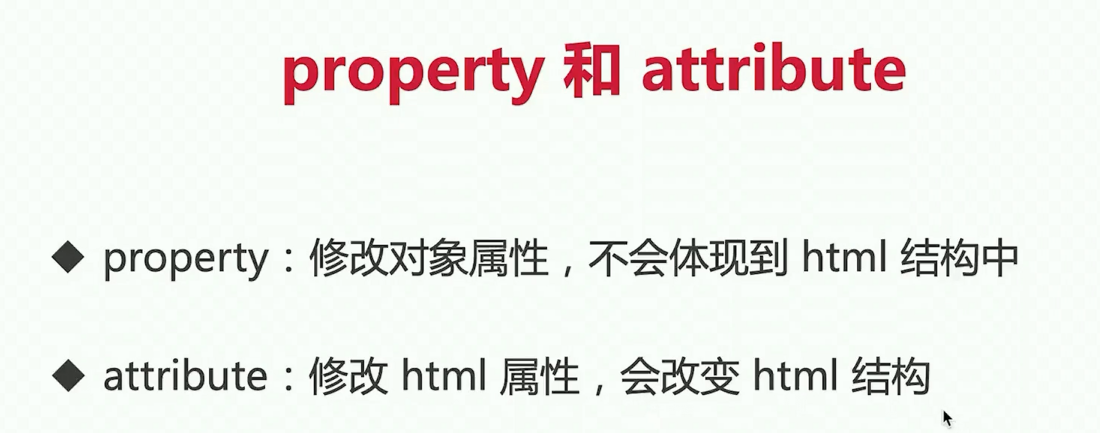 property 和 attribute
◆ property：修改对象属性，不会体现到 html 结构中
◆ attribute：修改 html 属性，会改变 html 结构